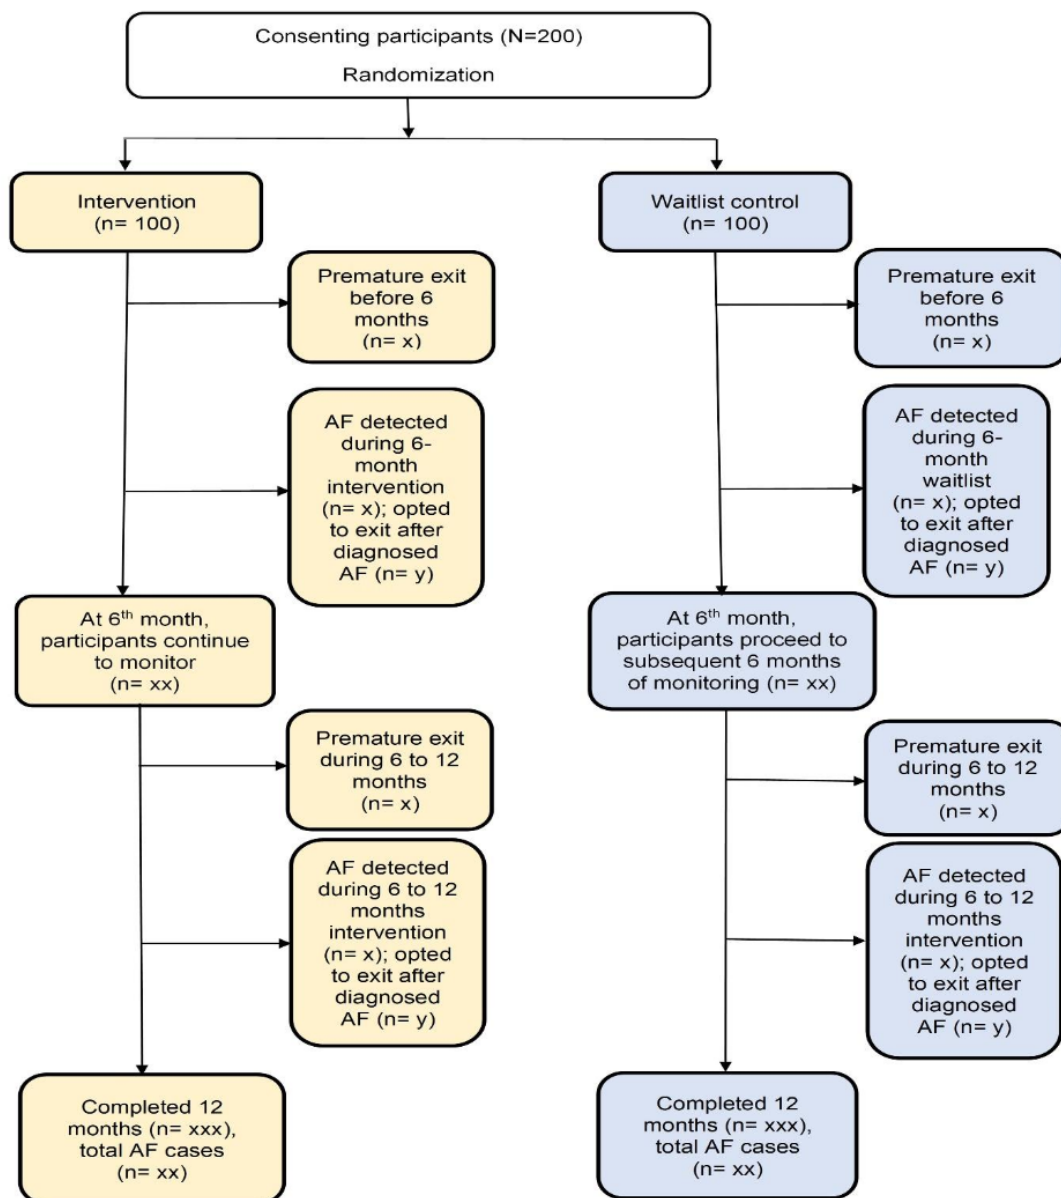 Consenting participants (N=200)
Randomization
Intervention
(n= 100)
Waitlist control
(n= 100)
Premature exit
before 6
months
(n= x)
Premature exit
before 6
months
(n= x)
AF detected
during 6-
month
intervention
(n= x); opted
to exit after
diagnosed
AF (n= y)
AF detected
during 6-
month
waitlist
(n= x); opted
to exit after
diagnosed
AF (n= y)
At 6th month,
participants continue
to monitor
(n= xx)
At 6th month,
participants proceed to
subsequent 6 months
of monitoring (n= xx)
Premature exit
during 6 to 12
months
(n= x)
Premature exit
during 6 to 12
months
(n= x)
AF detected
during 6 to 12
months
intervention
(n= x); opted
to exit after
diagnosed
AF (n= y)
AF detected
during 6 to 12
months
intervention
(n= x); opted
to exit after
diagnosed
AF (n= y)
Completed 12
months (n= xxx),
total AF cases
(n= xx)
Completed 12
months (n= xxx),
total AF cases
(n= xx)